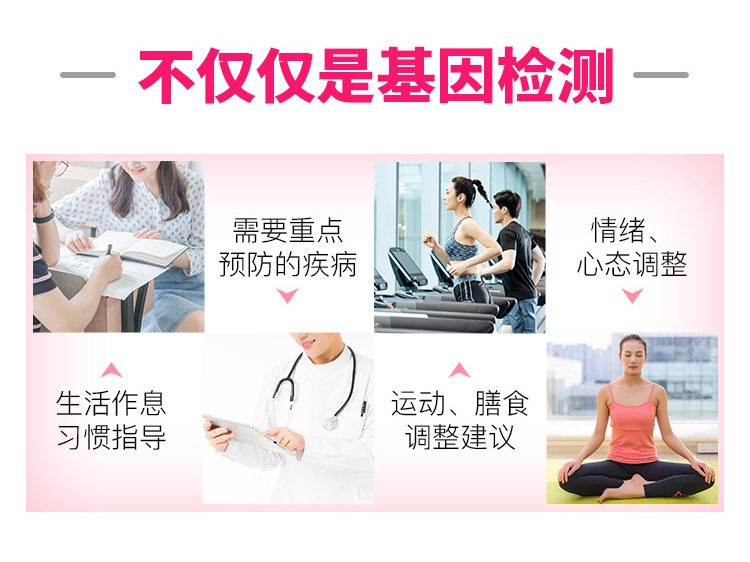 不仅仅是基因检测
需要重点
预防的疾病
情绪、
心态调整
生活作息
习惯指导
运动、膳食
调整建议